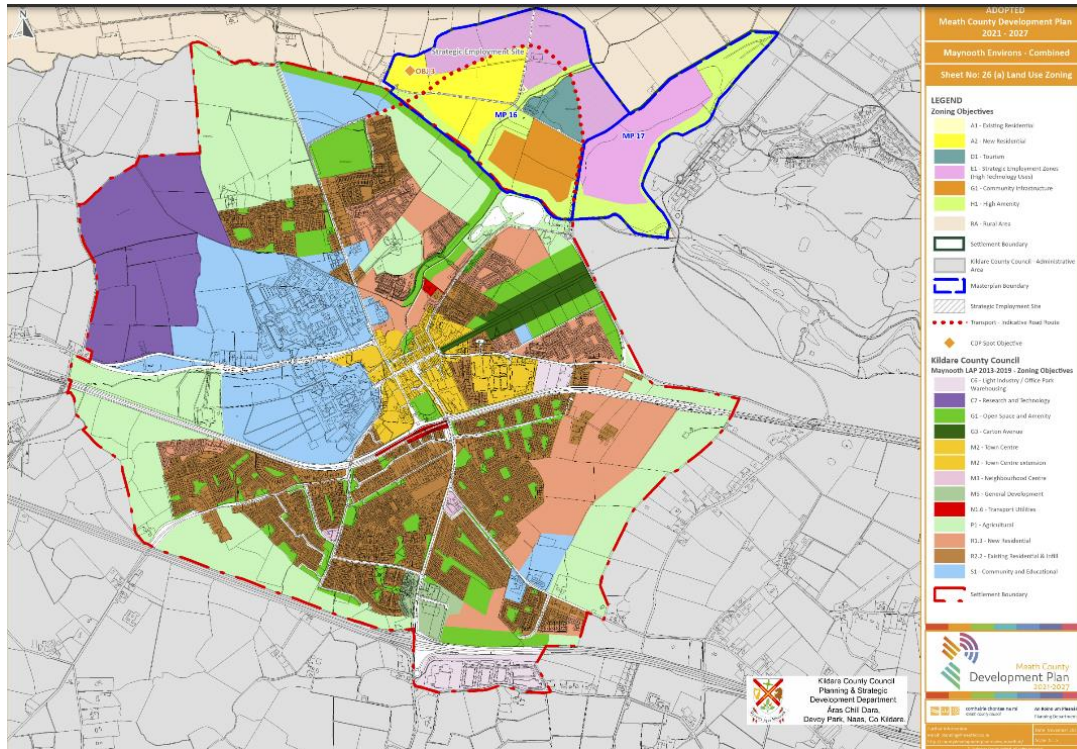 N
Strategic Employment Site
OBJ 1
MP 16
MP 17
ADOPTED
Meath County Development Plan
2021 - 2027
Maynooth Environs - Combined
Sheet No: 26 (a) Land Use Zoning
LEGEND
Zoning Objectives
A1 - Existing Residential
A2 - New Residential
D1 - Tourism
E1 - Strategic Employment Zones
(High Technology Uses)
G1 - Community Infrastructure
H1 - High Amenity
RA - Rural Area
Settlement Boundary
Kildare County Council - Administrative
Area
Masterplan Boundary
Strategic Employment Site
Transport - Indicative Road Route
CDP Spot Objective
Kildare County Council
Maynooth LAP 2013-2019 - Zoning Objectives
C6 - Light Industry / Office Park
Warehousing
C7 - Research and Technology
G1 - Open Space and Amenity
G3 - Carton Avenue
M2 - Town Centre
M2 - Town Centre extension
M3 - Neighbourhood Centre
M5 - General Development
N1.6 - Transport Utilities
P1 - Agricultural
R1.3 - New Residential
R2.2 - Existing Residential & Infill
S1 - Community and Educational
Settlement Boundary
Meath County
Development Plan
2021-2027
Kildare County Council
Planning & Strategic
Development Department
Áras Chill Dara,
Devoy Park, Naas, Co Kildare.